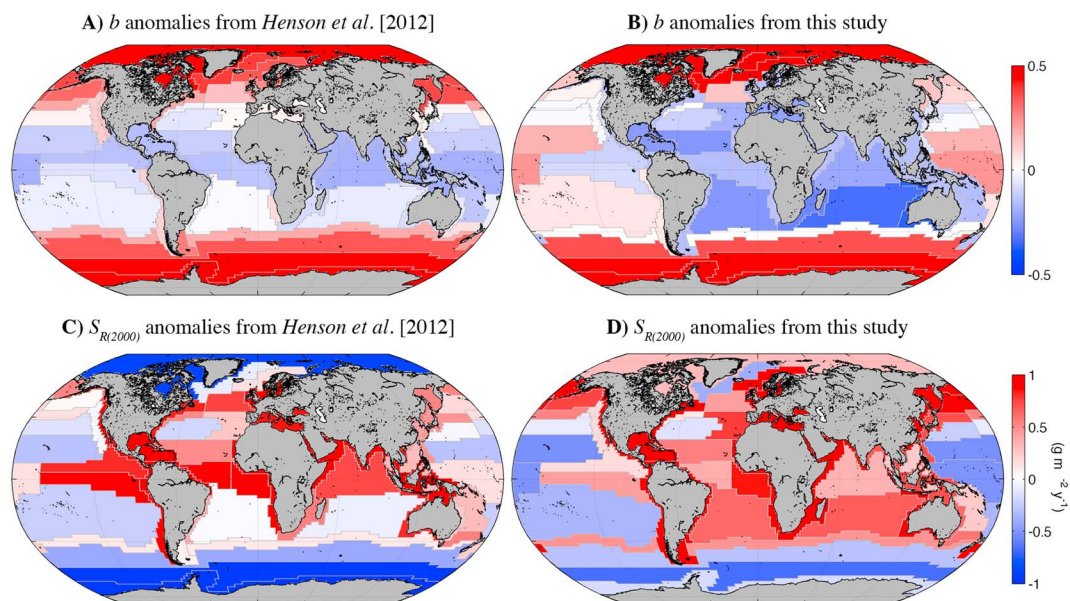 A) b anomalies from Henson et al. [2012]
B) b anomalies from this study
0.5
0
-0.5
C) S_R(2000) anomalies from Henson et al. [2012]
D) S_R(2000) anomalies from this study
1
0.5
0
-0.5
-1
(g m⁻² y⁻¹)